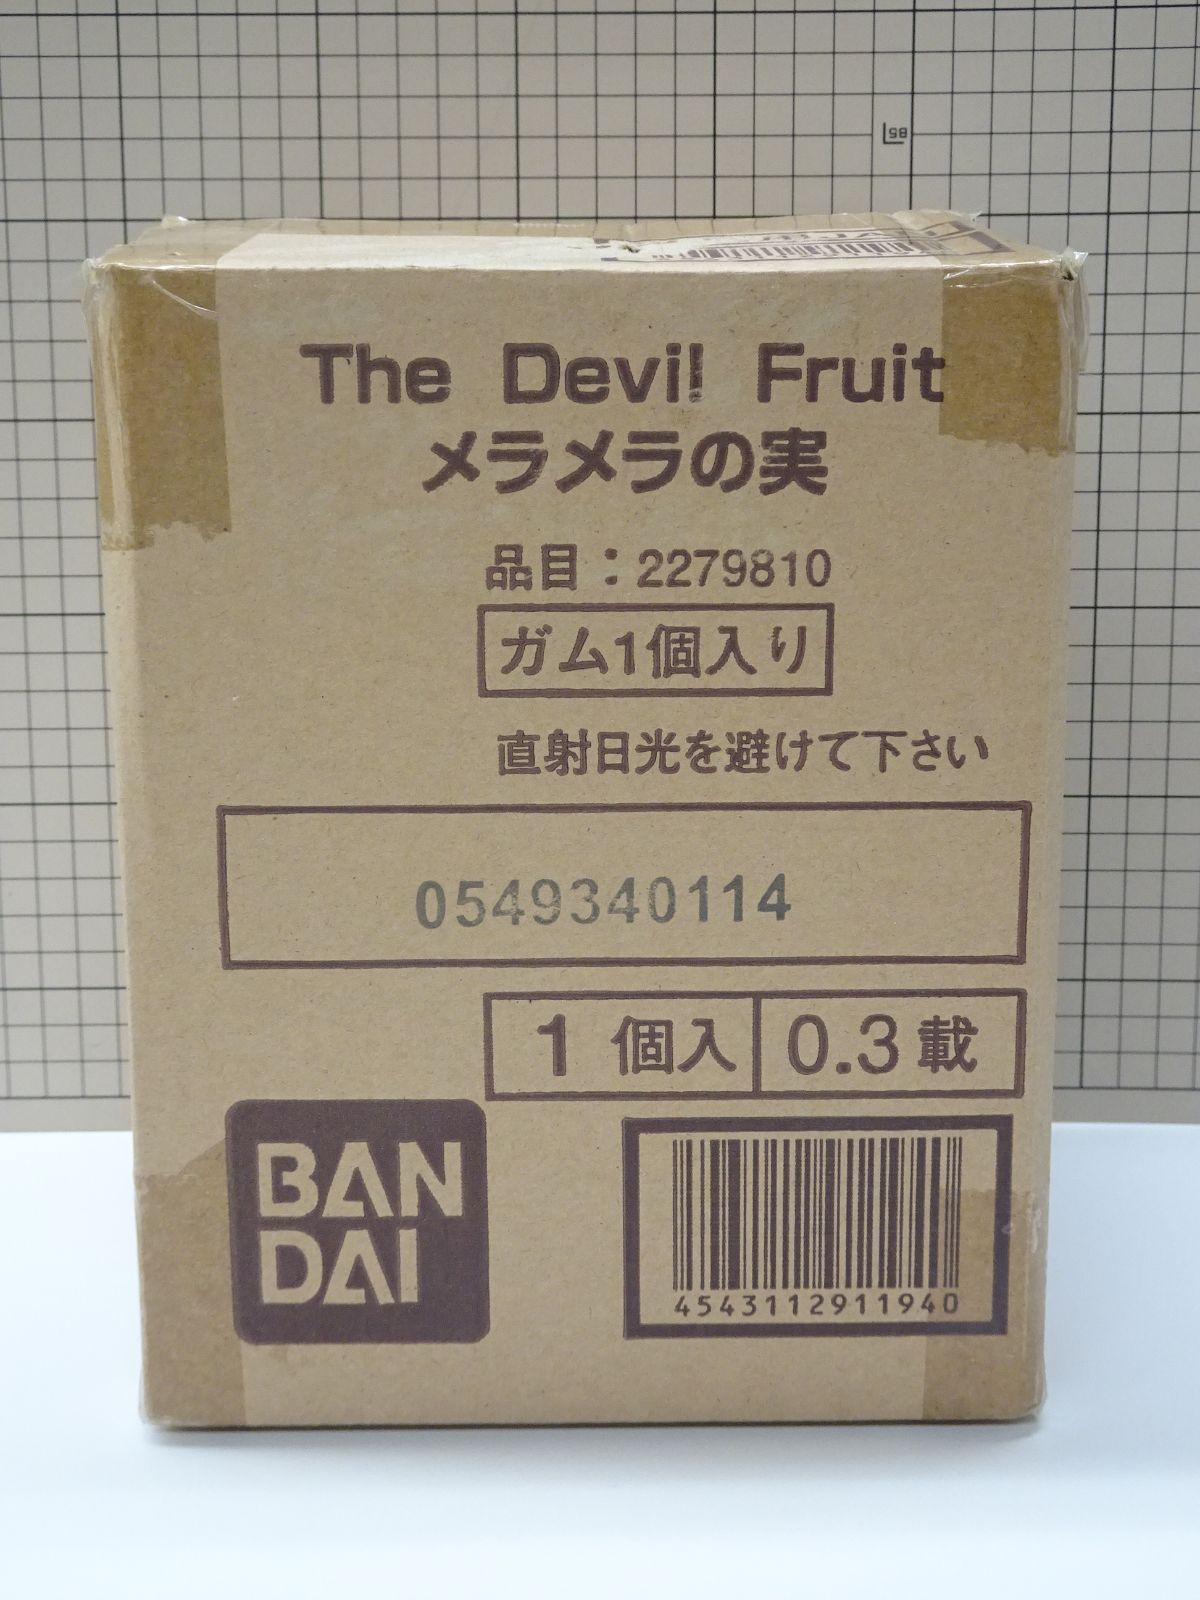 B5
The Devil Fruit
メラメラの実
品目：2279810
ガム1個入り
直射日光を避けて下さい
0549340114
1 個入 0.3 載
BAN
DAI
4543112911940